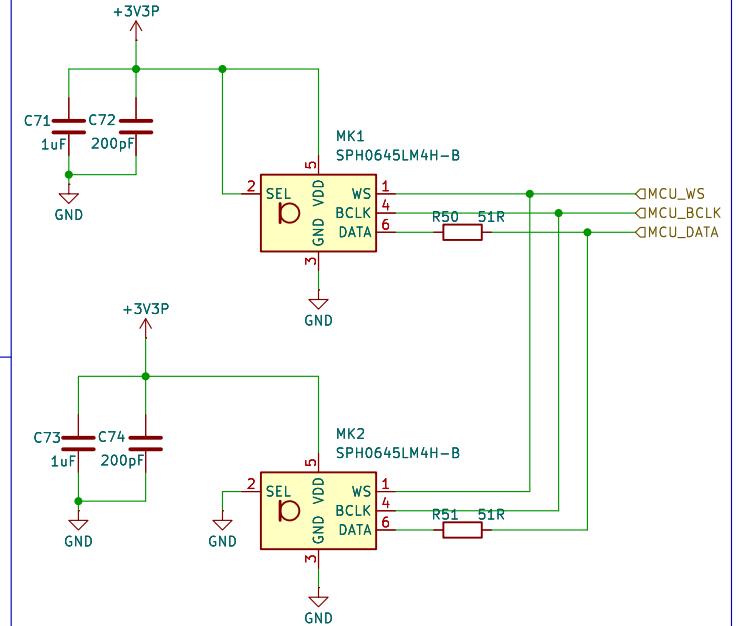 +3V3P
C71
C72
1uF
200pF
GND
MK1
SPH0645LM4H-B
5
2
SEL
VDD
WS
1
MCU_WS
BCLK
4
MCU_BCLK
GND
DATA
6
R50
51R
MCU_DATA
3
GND
+3V3P
C73
C74
1uF
200pF
GND
MK2
SPH0645LM4H-B
5
2
SEL
VDD
WS
1
BCLK
4
GND
DATA
6
R51
51R
GND
3
GND